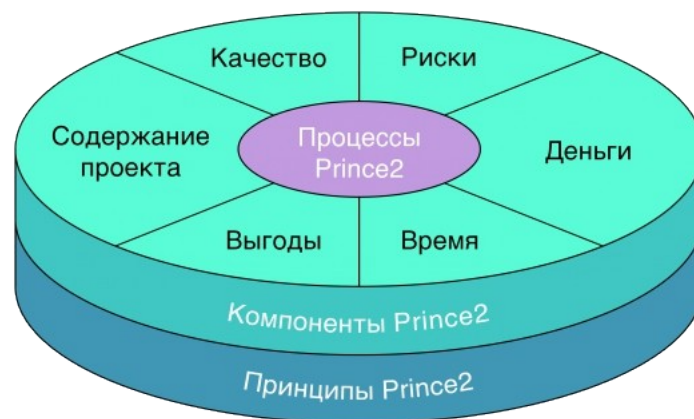 Качество
Риски
Содержание
проекта
Процессы
Prince2
Деньги
Выгоды
Время
Компоненты Prince2
Принципы Prince2